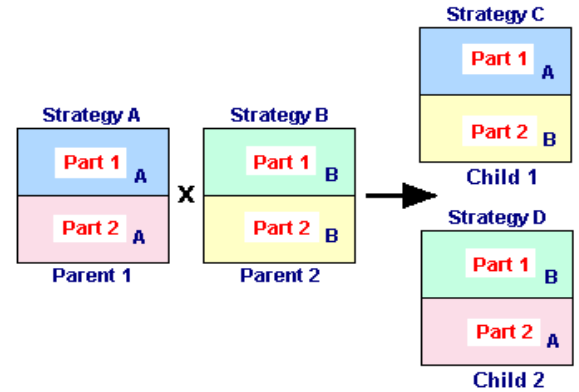 Strategy A
Part 1 A
Part 2 A
Parent 1
X
Strategy B
Part 1 B
Part 2 B
Parent 2
Strategy C
Part 1 A
Part 2 B
Child 1
Strategy D
Part 1 B
Part 2 A
Child 2